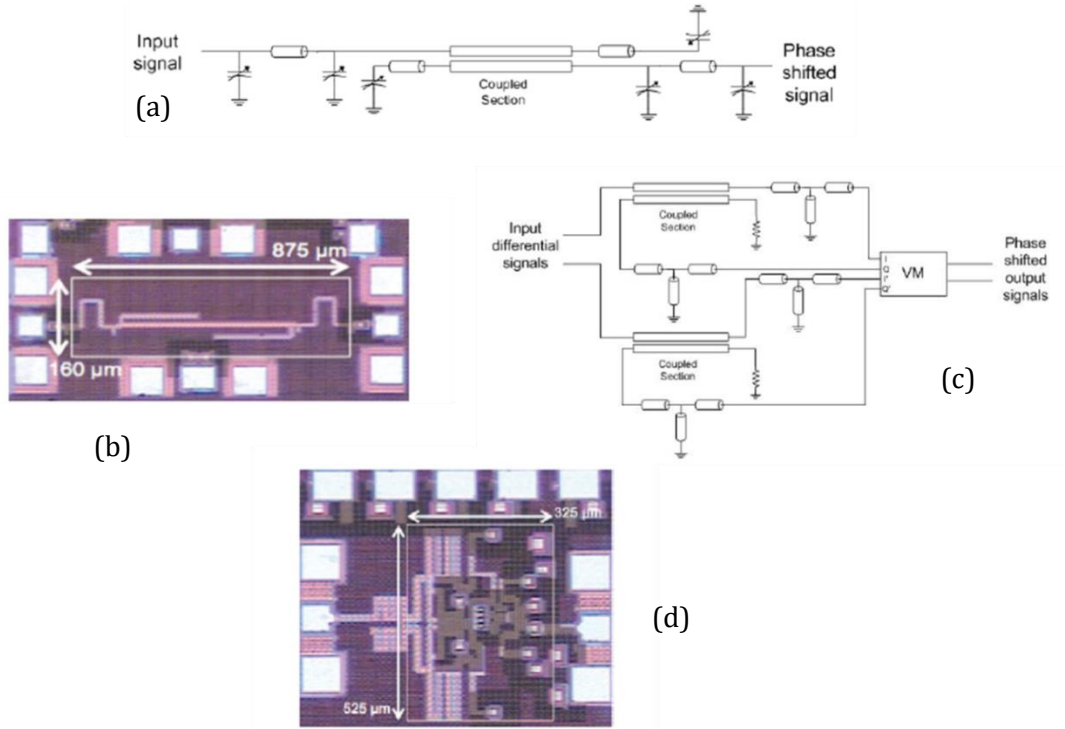 Input
signal
Phase
shifted
signal
Coupled
Section
(a)
875 µm
160 µm
(b)
Input
differential
signals
Coupled
Section
I
Q
I'
Q'
VM
Phase
shifted
output
signals
Coupled
Section
(c)
325 µm
525 µm
(d)